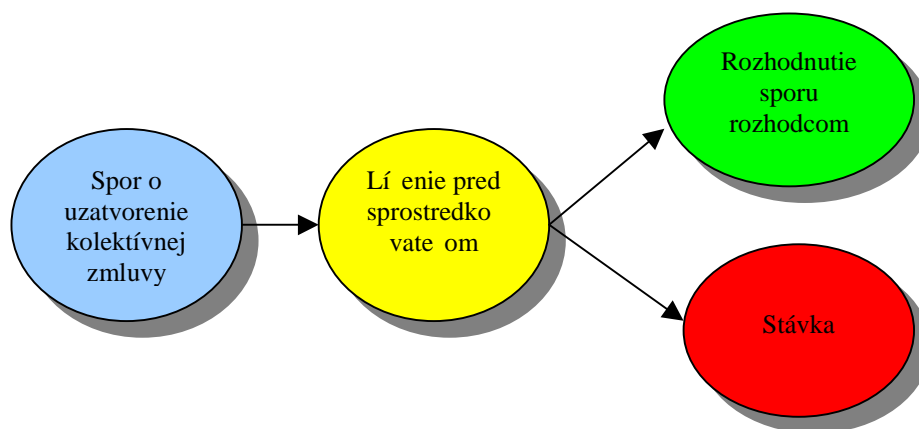 Spor o
uzatvorenie
kolektívnej
zmluvy
Lí enie pred
sprostredko
vate om
Rozhodnutie
sporu
rozhodcom
Stávka